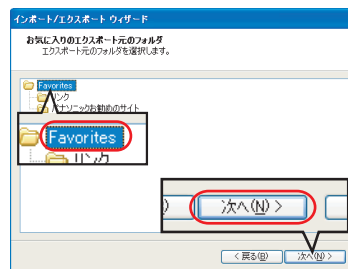 インポート/エクスポート ウィザード
お気に入りのエクスポート元のフォルダ
エクスポート元のフォルダを選択します。
Favorites
リンク
パナソニックお勧めのサイト
Favorites
リンク
次へ(N) >
< 戻る(B)
次へ(N) >